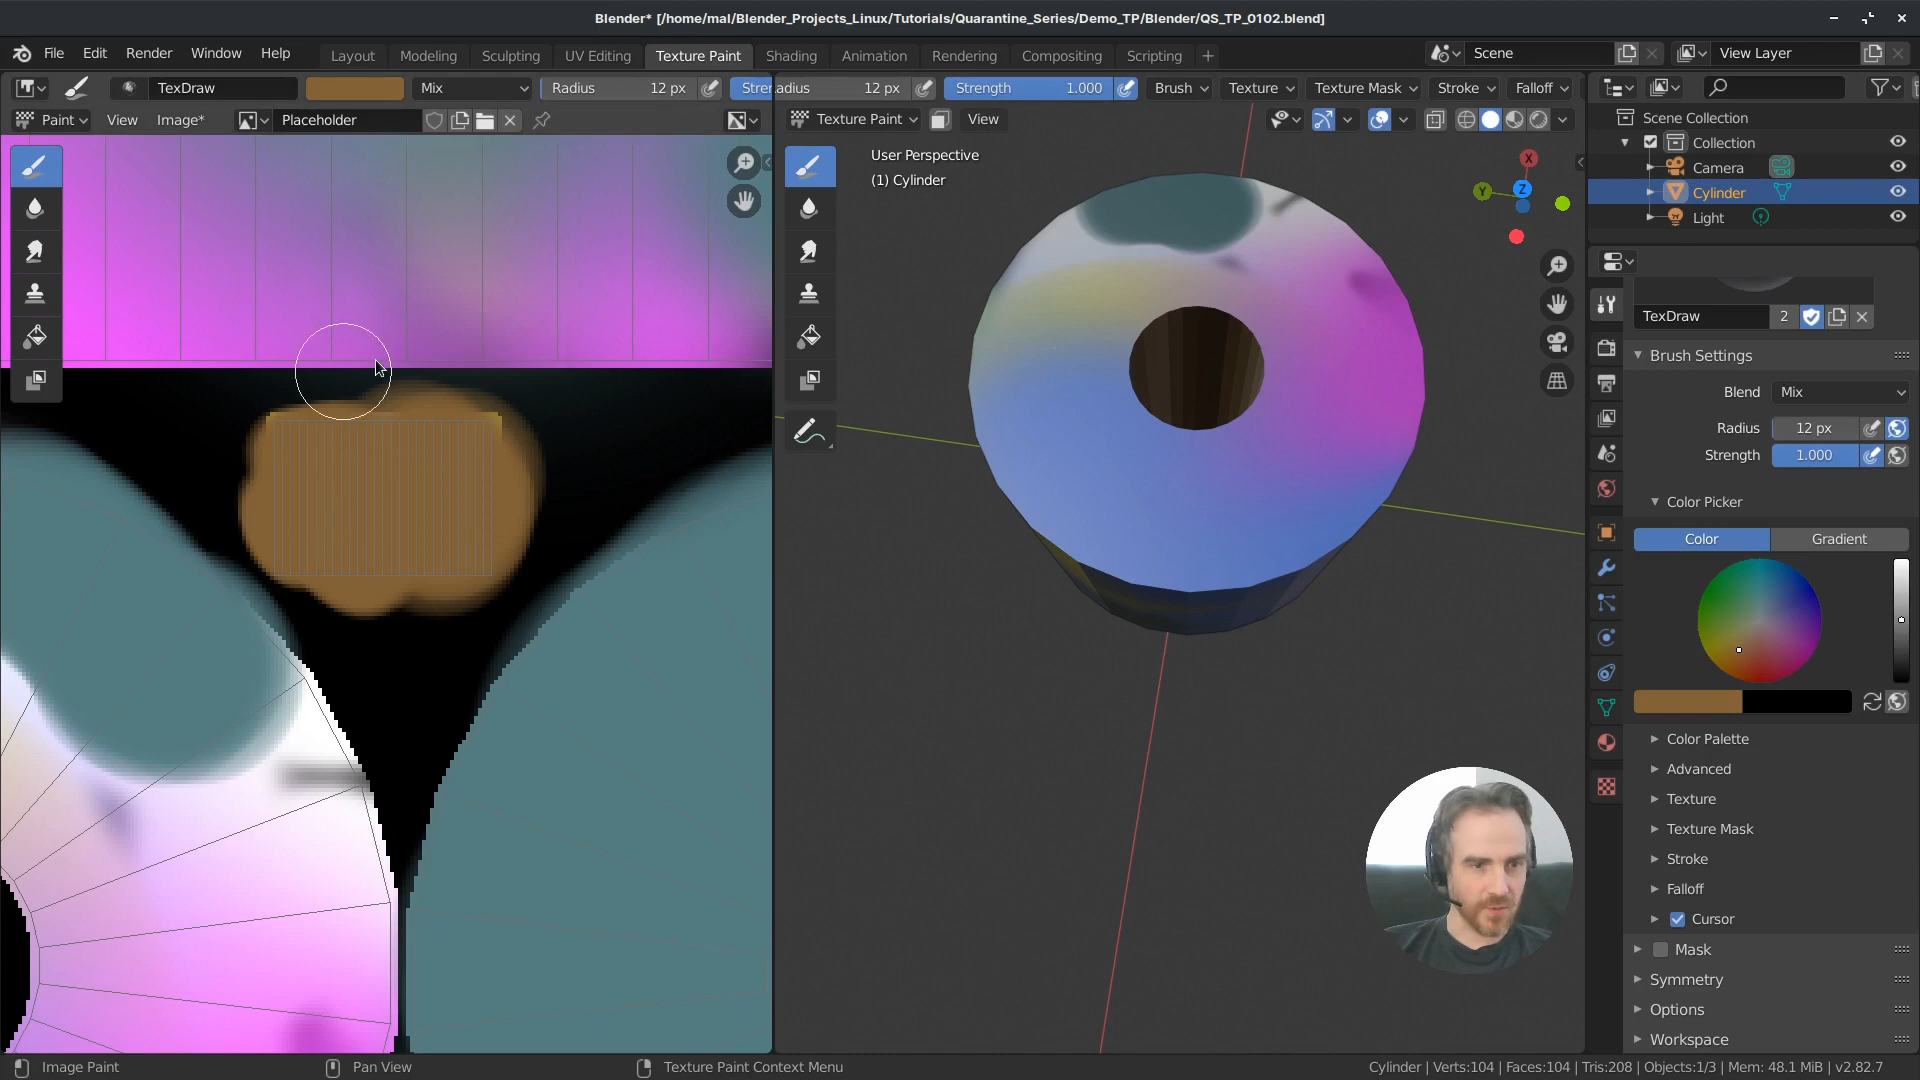 Blender* [/home/mal/Blender_Projects_Linux/Tutorials/Quarantine_Series/Demo_TP/Blender/QS_TP_0102.blend]
File Edit Render Window Help Layout Modeling Sculpting UV Editing Texture Paint Shading Animation Rendering Compositing Scripting + Scene View Layer
TexDraw Mix Radius 12 px Stren adius 12 px Strength 1.000 Brush Texture Texture Mask Stroke Falloff
Paint View Image* Placeholder Texture Paint View
User Perspective
(1) Cylinder
X
Y
Z
Scene Collection
Collection
Camera
Cylinder
Light
TexDraw 2
Brush Settings
Blend Mix
Radius 12 px
Strength 1.000
Color Picker
Color Gradient
Color Palette
Advanced
Texture
Texture Mask
Stroke
Falloff
Cursor
Mask
Symmetry
Options
Workspace
Image Paint Pan View Texture Paint Context Menu Cylinder | Verts:104 | Faces:104 | Tris:208 | Objects:1/3 | Mem: 48.1 MiB | v2.82.7